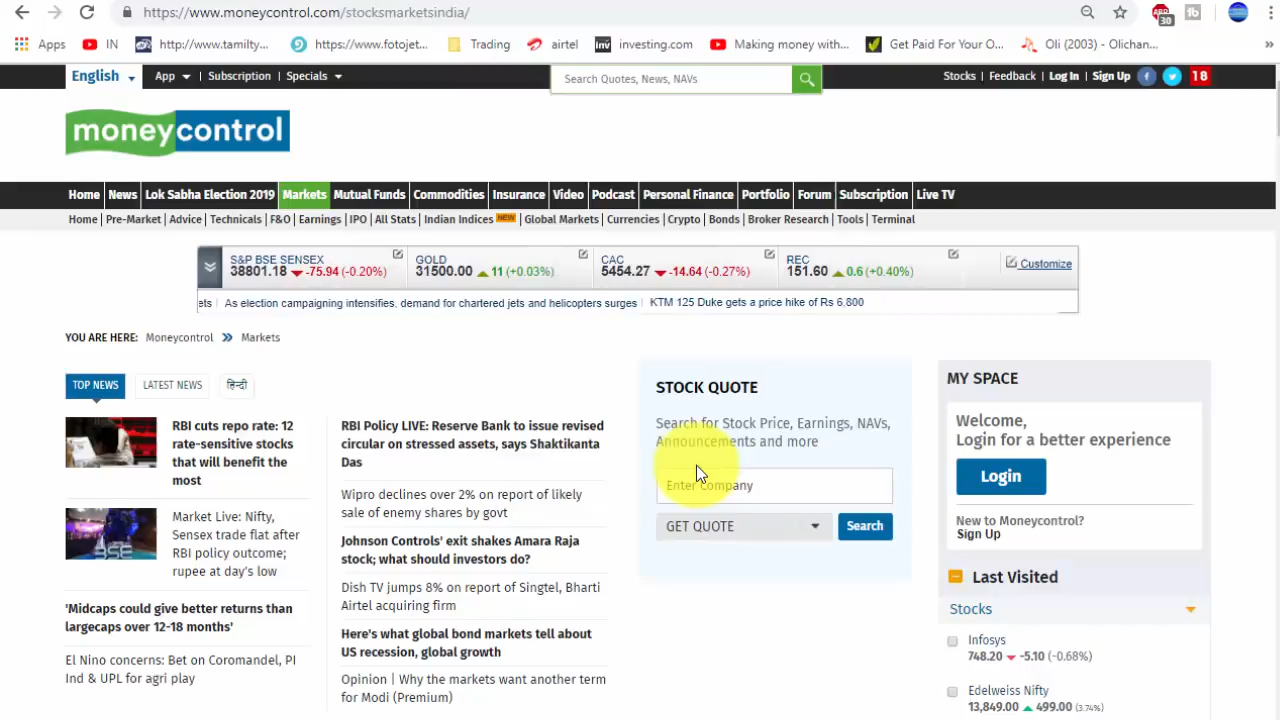 https://www.moneycontrol.com/stocksmarketsindia/
30
Apps IN http://www.tamilty... https://www.fotojet... Trading airtel inv investing.com Making money with... Get Paid For Your O... Oli (2003) - Olichan... »
English App Subscription Specials Search Quotes, News, NAVs Stocks | Feedback | Log In | Sign Up 18
moneycontrol
Home News Lok Sabha Election 2019 Markets Mutual Funds Commodities Insurance Video Podcast Personal Finance Portfolio Forum Subscription Live TV
Home | Pre-Market | Advice | Technicals | F&O | Earnings | IPO | All Stats | Indian Indices NEW | Global Markets | Currencies | Crypto | Bonds | Broker Research | Tools | Terminal
S&P BSE SENSEX GOLD CAC REC
38801.18 -75.94 (-0.20%) 31500.00 11 (+0.03%) 5454.27 -14.64 (-0.27%) 151.60 0.6 (+0.40%) Customize
ets | As election campaigning intensifies, demand for chartered jets and helicopters surges | KTM 125 Duke gets a price hike of Rs 6,800
YOU ARE HERE: Moneycontrol » Markets
TOP NEWS LATEST NEWS हिन्दी
RBI cuts repo rate: 12
rate-sensitive stocks
that will benefit the
most
Market Live: Nifty,
Sensex trade flat after
RBI policy outcome;
rupee at day's low
BSE
'Midcaps could give better returns than
largecaps over 12-18 months'
El Nino concerns: Bet on Coromandel, PI
Ind & UPL for agri play
RBI Policy LIVE: Reserve Bank to issue revised
circular on stressed assets, says Shaktikanta
Das
Wipro declines over 2% on report of likely
sale of enemy shares by govt
Johnson Controls' exit shakes Amara Raja
stock; what should investors do?
Dish TV jumps 8% on report of Singtel, Bharti
Airtel acquiring firm
Here's what global bond markets tell about
US recession, global growth
Opinion | Why the markets want another term
for Modi (Premium)
STOCK QUOTE
Search for Stock Price, Earnings, NAVs,
Announcements and more
Enter Company
GET QUOTE Search
MY SPACE
Welcome,
Login for a better experience
Login
New to Moneycontrol?
Sign Up
Last Visited
Stocks
Infosys
748.20 -5.10 (-0.68%)
Edelweiss Nifty
13,849.00 499.00 (3.74%)